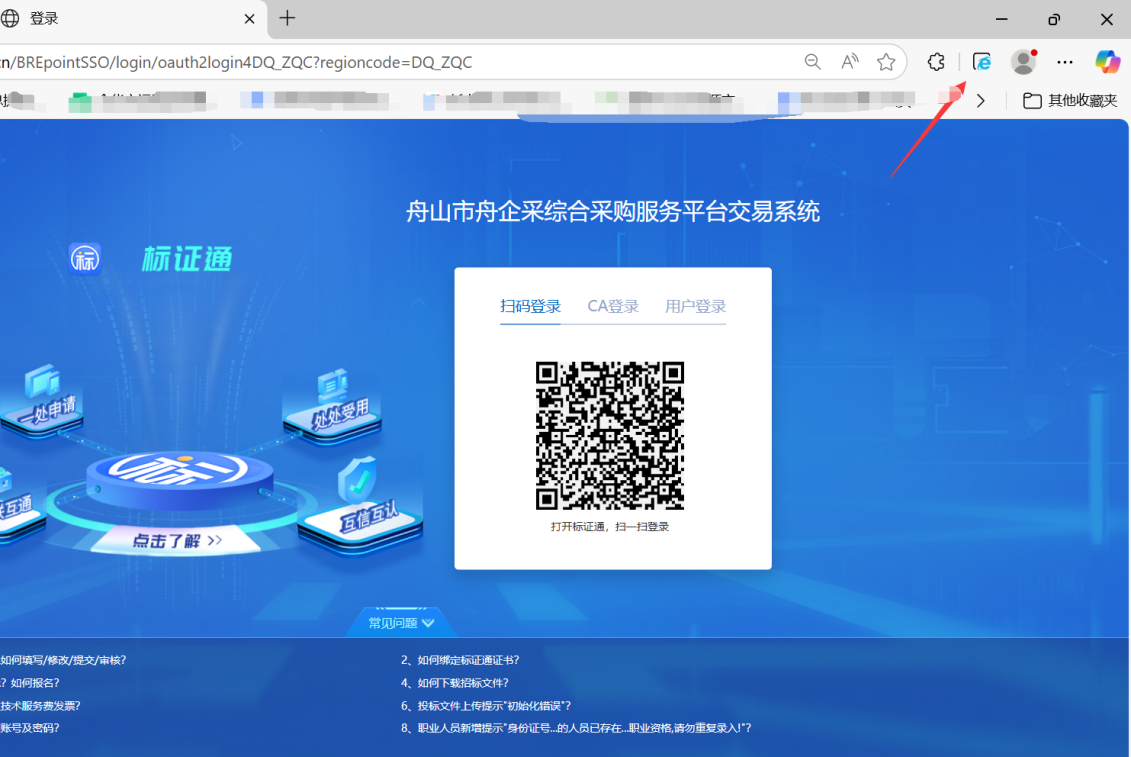 登录
cn/BREpointSSO/login/oauth2login4DQ_ZQC?regioncode=DQ_ZQC
其他收藏夹
舟山市舟企采综合采购服务平台交易系统
标
标证通
扫码登录 CA登录 用户登录
一处申请
处处受用
互通
互信互认
点击了解 >>
打开标证通，扫一扫登录
常见问题
如何填写/修改/提交/审核?
2、如何绑定标证通证书?
? 如何报名?
4、如何下载招标文件?
技术服务费发票?
6、投标文件上传提示"初始化错误"?
账号及密码?
8、职业人员新增提示"身份证号...的人员已存在...职业资格,请勿重复录入!"?